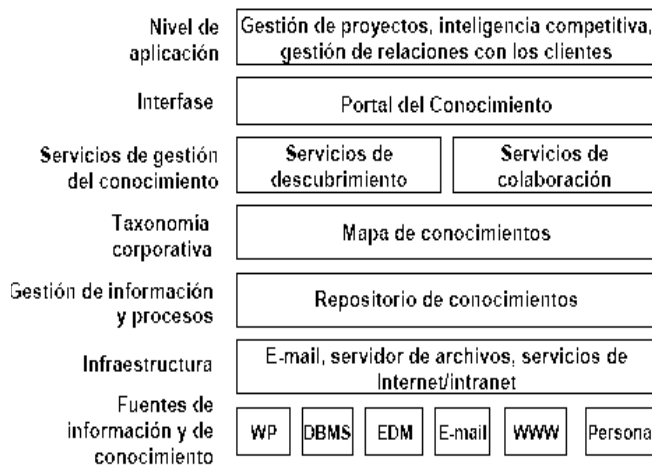 Nivel de
aplicación
Gestión de proyectos, inteligencia competitiva,
gestión de relaciones con los clientes
Interfase
Portal del Conocimiento
Servicios de gestión
del conocimiento
Servicios de
descubrimiento
Servicios de
colaboración
Taxonomía
corporativa
Mapa de conocimientos
Gestión de información
y procesos
Repositorio de conocimientos
Infraestructura
E-mail, servidor de archivos, servicios de
Internet/intranet
Fuentes de
información y de
conocimiento
WP
DBMS
EDM
E-mail
WWW
Persona